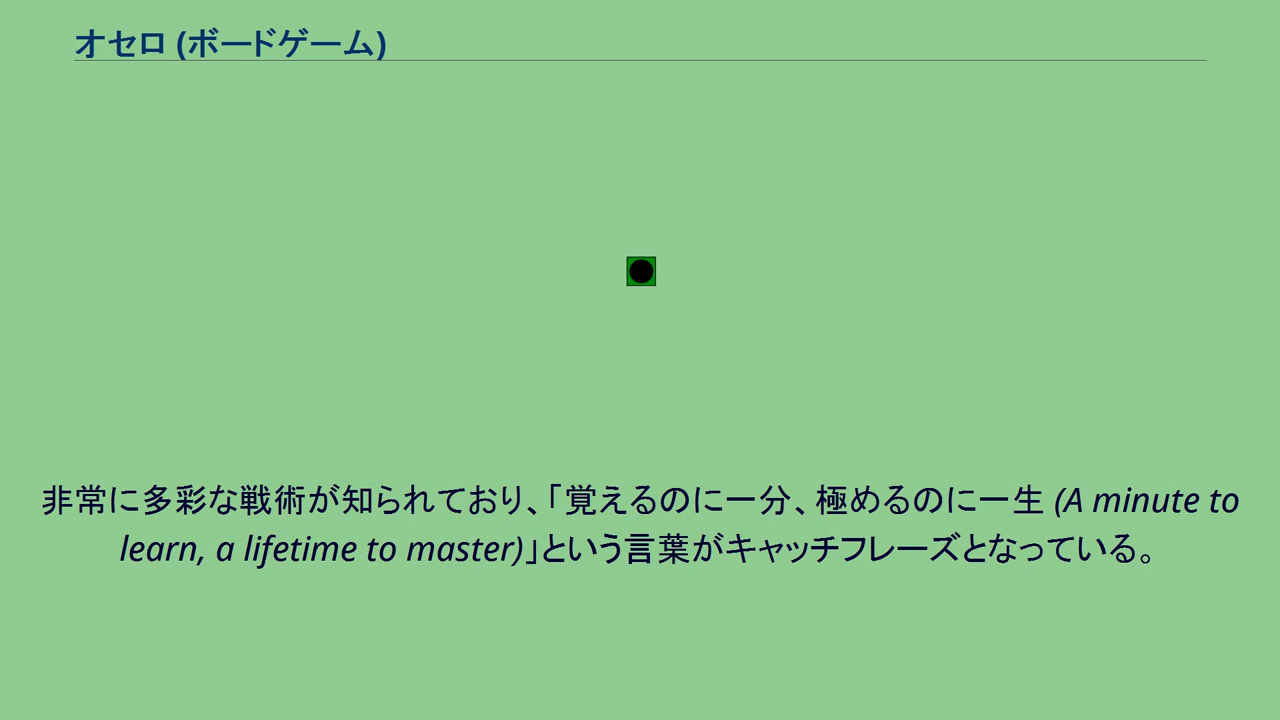 オセロ (ボードゲーム)
非常に多彩な戦術が知られており、「覚えるのに一分、極めるのに一生 (A minute to
learn, a lifetime to master)」という言葉がキャッチフレーズとなっている。